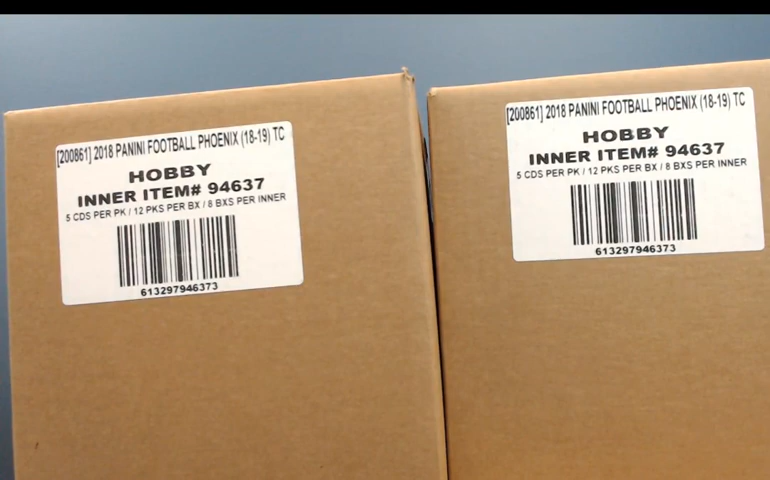 [200861] 2018 PANINI FOOTBALL PHOENIX (18-19) TC
HOBBY
INNER ITEM# 94637
5 CDS PER PK / 12 PKS PER BX / 8 BXS PER INNER
613297946373
[200861] 2018 PANINI FOOTBALL PHOENIX (18-19) TC
HOBBY
INNER ITEM# 94637
5 CDS PER PK / 12 PKS PER BX / 8 BXS PER INNER
613297946373